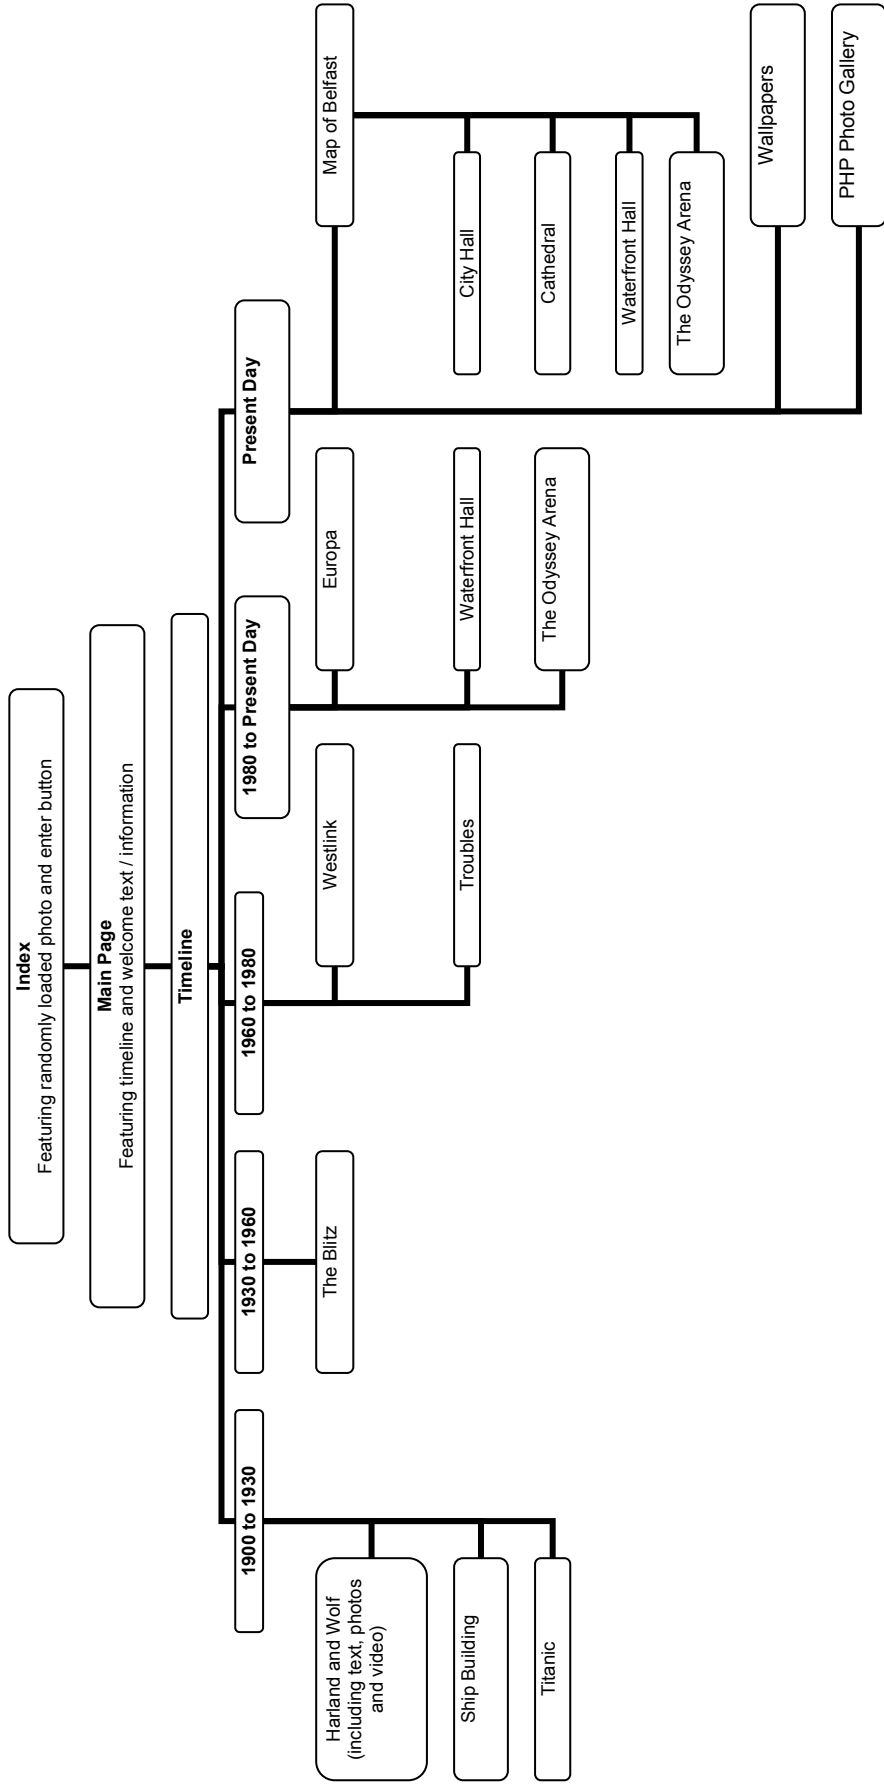 Index
Featuring randomly loaded photo and enter button
Main Page
Featuring timeline and welcome text / information
Timeline
1900 to 1930
1930 to 1960
1960 to 1980
1980 to Present Day
Present Day
Harland and Wolf
(including text, photos
and video)
Ship Building
Titanic
The Blitz
Westlink
Troubles
Europa
Waterfront Hall
The Odyssey Arena
Map of Belfast
City Hall
Cathedral
Waterfront Hall
The Odyssey Arena
Wallpapers
PHP Photo Gallery